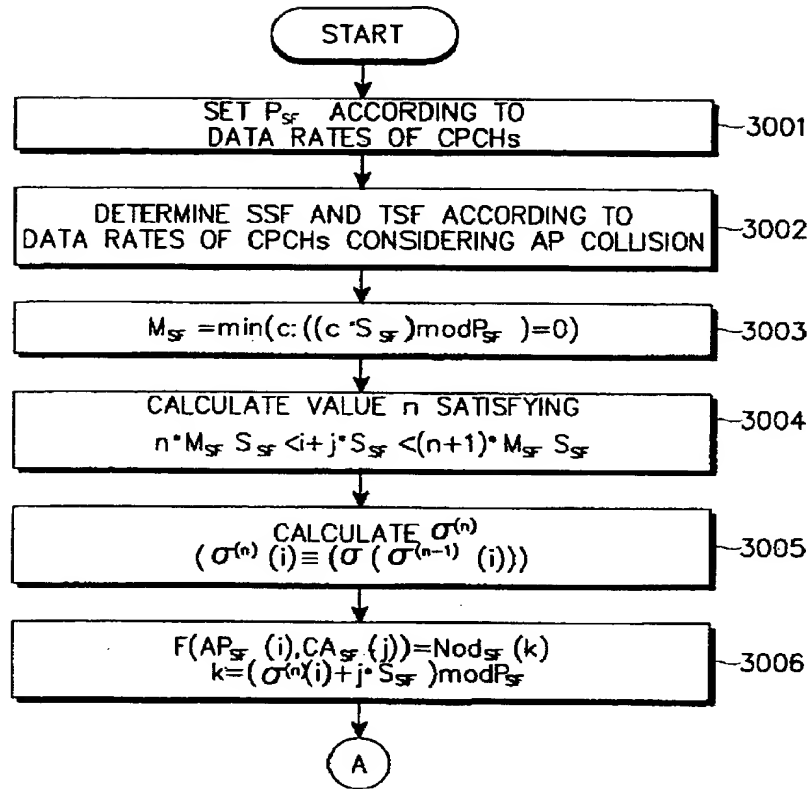 START
SET P_SF ACCORDING TO
DATA RATES OF CPCHs
3001
DETERMINE SSF AND TSF ACCORDING TO
DATA RATES OF CPCHs CONSIDERING AP COLLISION
3002
M_SF =min(c:((c*S_SF)modP_SF)=0)
3003
CALCULATE VALUE n SATISFYING
n*M_SF S_SF<i+j*S_SF<(n+1)*M_SF S_SF
3004
CALCULATE σ^(n)
(σ^(n) (i)≡(σ(σ^(n-1) (i)))
3005
F(AP_SF (i),CA_SF (j))=Nod_SF (k)
k=(σ^(n)(i)+j*S_SF)modP_SF
3006
A